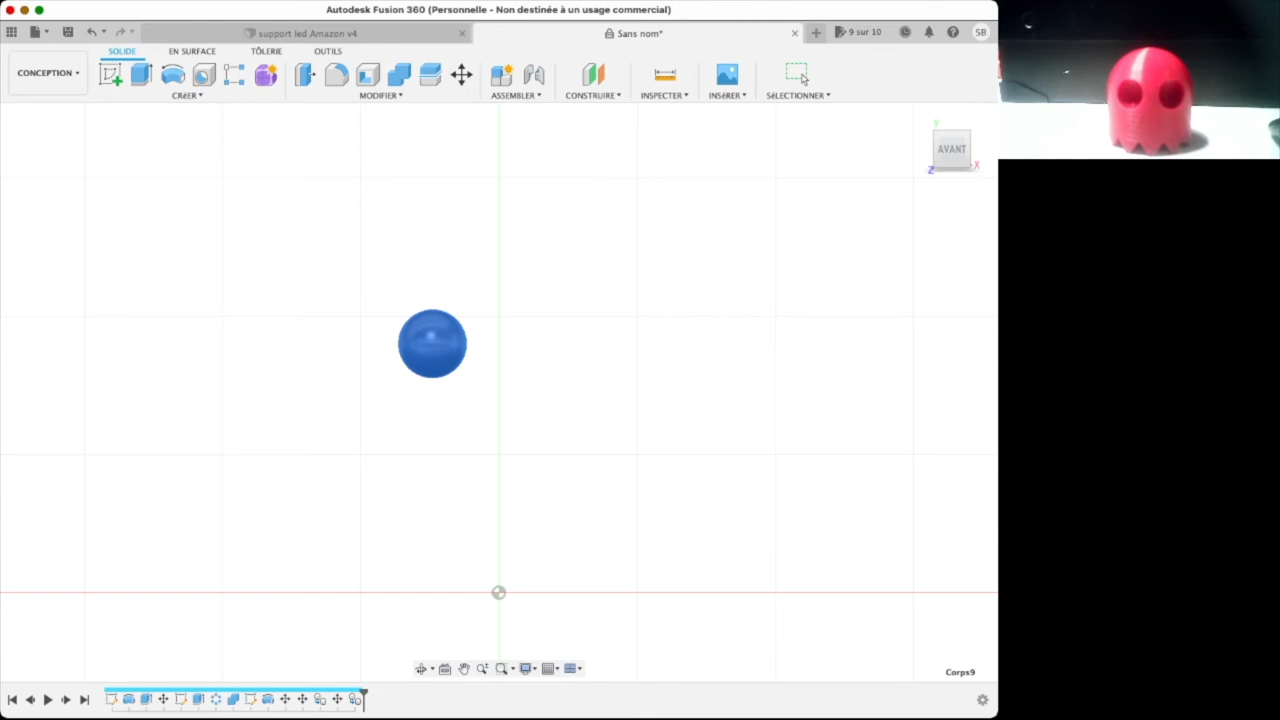 Autodesk Fusion 360 (Personnelle - Non destinée à un usage commercial)
support led Amazon v4
Sans nom*
9 sur 10
SB
SOLIDE
EN SURFACE
TÔLERIE
OUTILS
CONCEPTION
CRÉER
MODIFIER
ASSEMBLER
CONSTRUIRE
INSPECTER
INSÉRER
SÉLECTIONNER
Y
AVANT
Z
X
Corps9